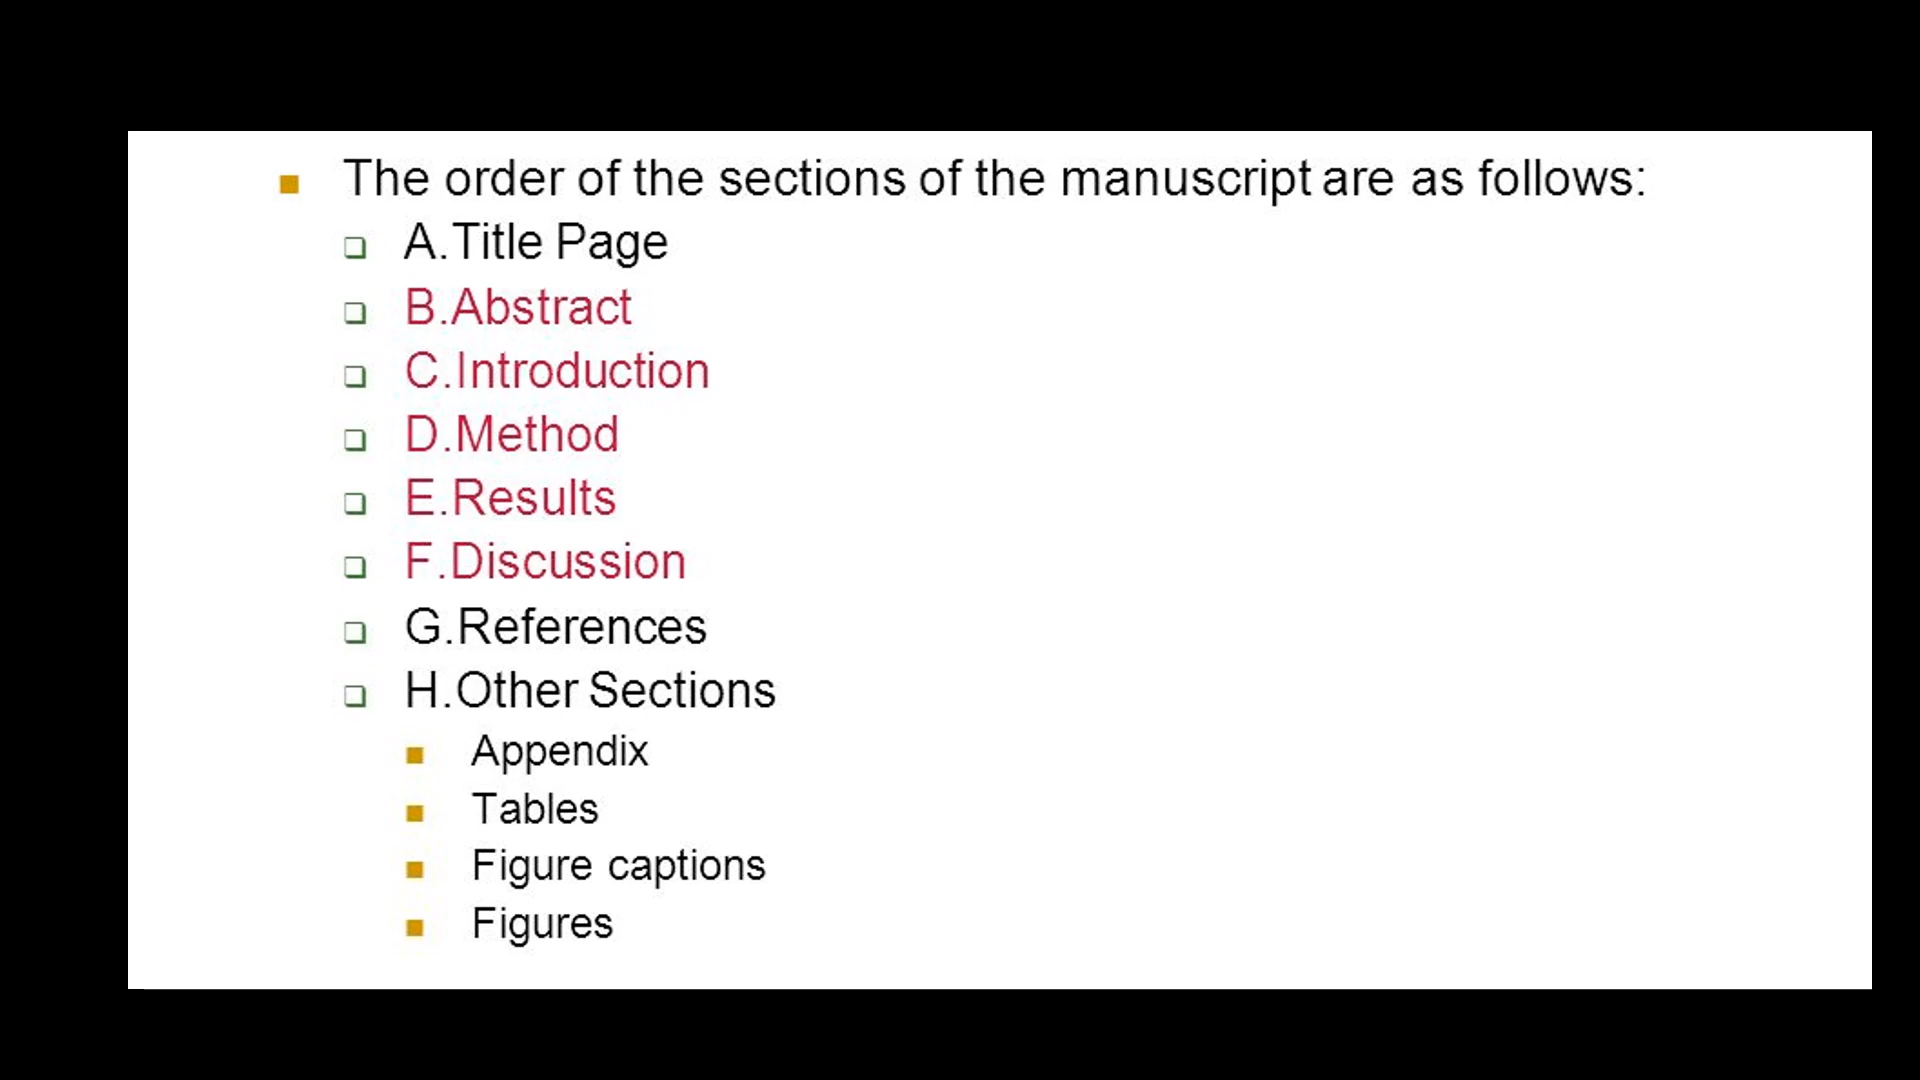 The order of the sections of the manuscript are as follows:
A.Title Page
B.Abstract
C.Introduction
D.Method
E.Results
F.Discussion
G.References
H.Other Sections
Appendix
Tables
Figure captions
Figures